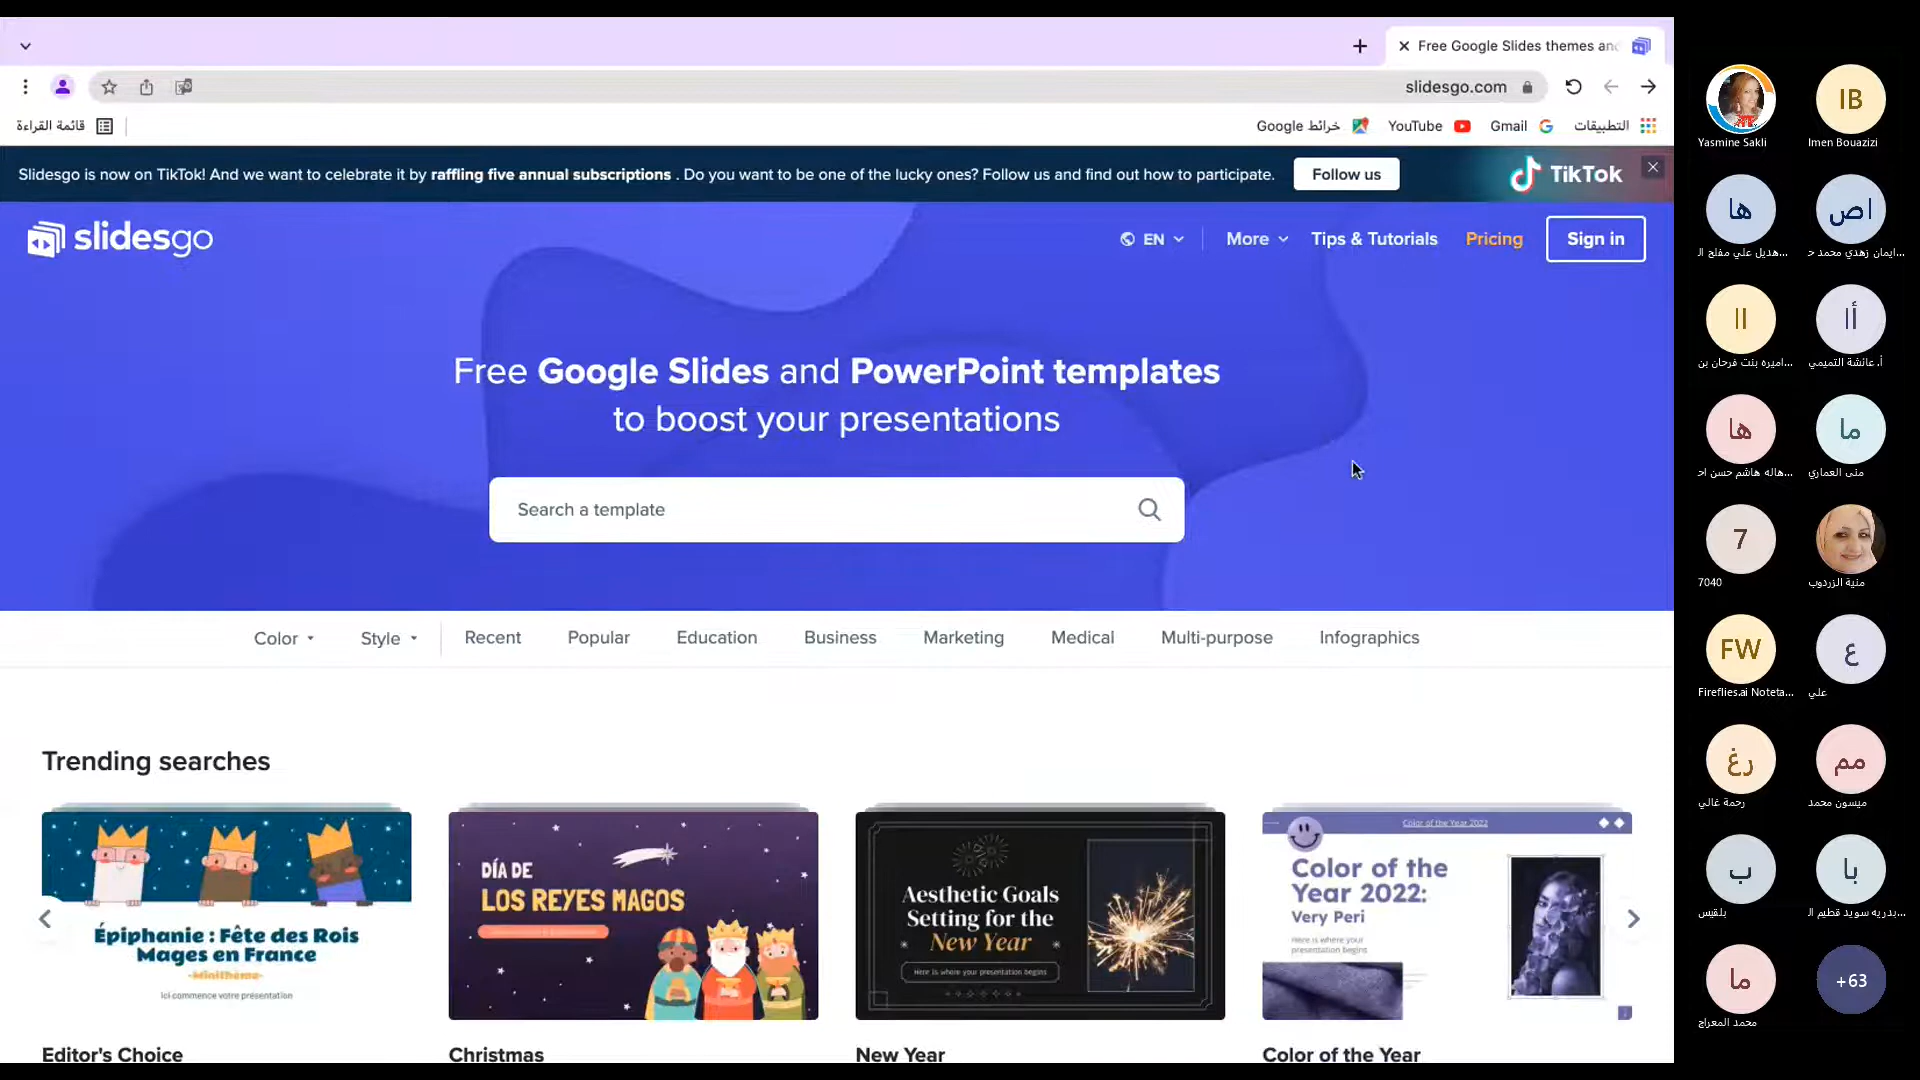 Free Google Slides themes and
slidesgo.com
قائمة القراءة
خرائط Google
YouTube
Gmail
التطبيقات
Slidesgo is now on TikTok! And we want to celebrate it by raffling five annual subscriptions . Do you want to be one of the lucky ones? Follow us and find out how to participate.
Follow us
TikTok
slidesgo
EN
More
Tips & Tutorials
Pricing
Sign in
Free Google Slides and PowerPoint templates
to boost your presentations
Search a template
Color
Style
Recent
Popular
Education
Business
Marketing
Medical
Multi-purpose
Infographics
Trending searches
Épiphanie : Fête des Rois
Mages en France
-Minithème-
Ici commence votre présentation
DÍA DE
LOS REYES MAGOS
Aesthetic Goals
Setting for the
New Year
Here is where your presentation begins
Color of the Year 2022
Color of the
Year 2022:
Very Peri
Here is where your
presentation begins
Editor's Choice
Christmas
New Year
Color of the Year
Yasmine Sakli
IB
Imen Bouazizi
ها
هديل علي مفلح ال...
اص
ايمان زهدي محمد ح...
اا
اميره بنت فرحان بن...
أا
أ. عائشة التميمي
ها
هاله هاشم حسن اح...
ما
منى العماري
7
7040
منية الزردوب
FW
Fireflies.ai Noteta...
ع
علي
رغ
رحمة غالي
مم
ميسون محمد
ب
بلقيس
با
بدريه سويد قطيم ال...
ما
محمد المعراج
+63